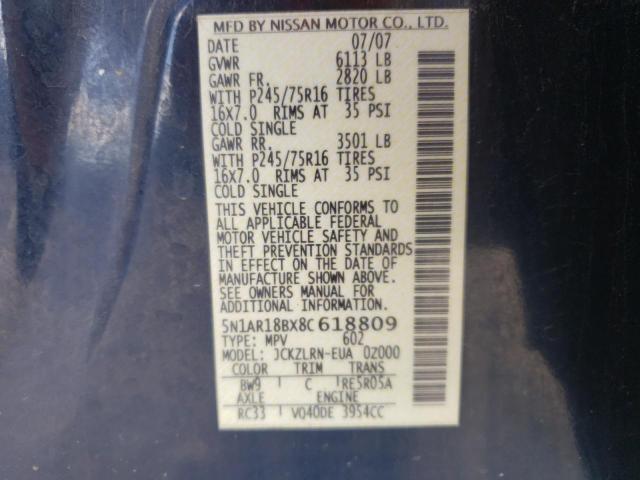 MFD BY NISSAN MOTOR CO., LTD.
DATE 07/07
GVWR 6113 LB
GAWR FR. 2820 LB
WITH P245/75R16 TIRES
16X7.0 RIMS AT 35 PSI
COLD SINGLE
GAWR RR. 3501 LB
WITH P245/75R16 TIRES
16X7.0 RIMS AT 35 PSI
COLD SINGLE
THIS VEHICLE CONFORMS TO
ALL APPLICABLE FEDERAL
MOTOR VEHICLE SAFETY AND
THEFT PREVENTION STANDARDS
IN EFFECT ON THE DATE OF
MANUFACTURE SHOWN ABOVE.
SEE OWNERS MANUAL FOR
ADDITIONAL INFORMATION.
5N1AR18BX8C618809
TYPE: MPV 602
MODEL: JCKZLRN-EUA 0Z000
COLOR TRIM TRANS
BW9 C RE5R05A
AXLE ENGINE
RC33 VQ40DE 3954CC